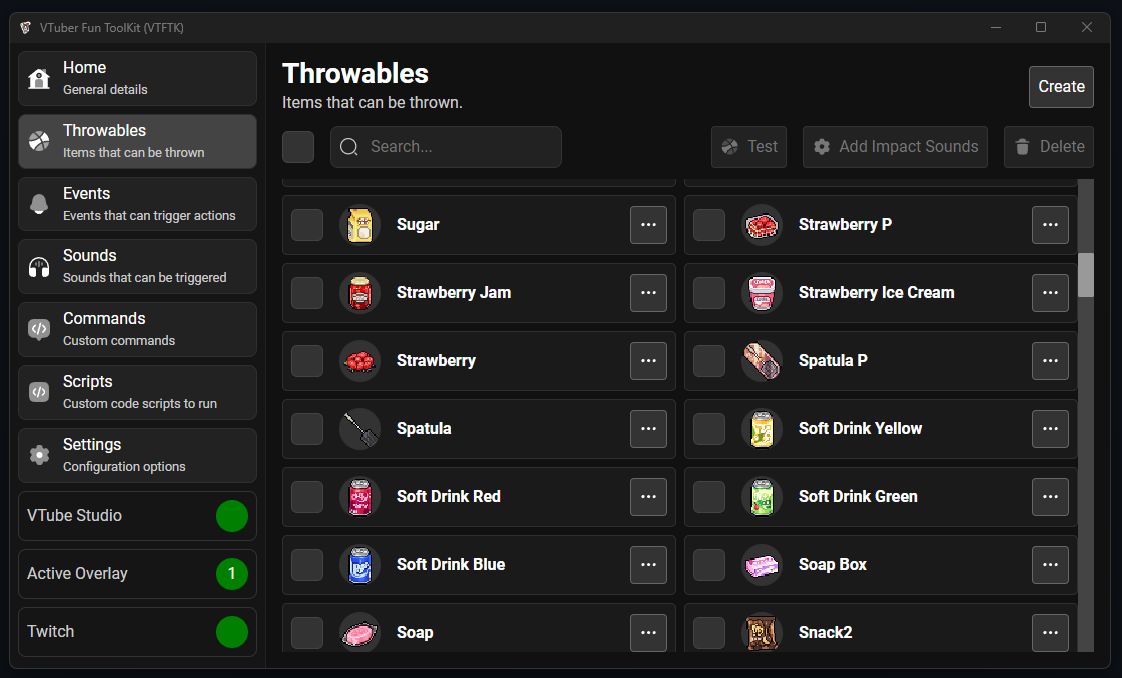 VTuber Fun ToolKit (VTFTK)
Home
General details
Throwables
Items that can be thrown
Events
Events that can trigger actions
Sounds
Sounds that can be triggered
Commands
Custom commands
Scripts
Custom code scripts to run
Settings
Configuration options
VTube Studio
Active Overlay 1
Twitch
Throwables
Items that can be thrown.
Create
Search...
Test
Add Impact Sounds
Delete
Sugar
Strawberry P
Strawberry Jam
Strawberry Ice Cream
Strawberry
Spatula P
Spatula
Soft Drink Yellow
Soft Drink Red
Soft Drink Green
Soft Drink Blue
Soap Box
Soap
Snack2